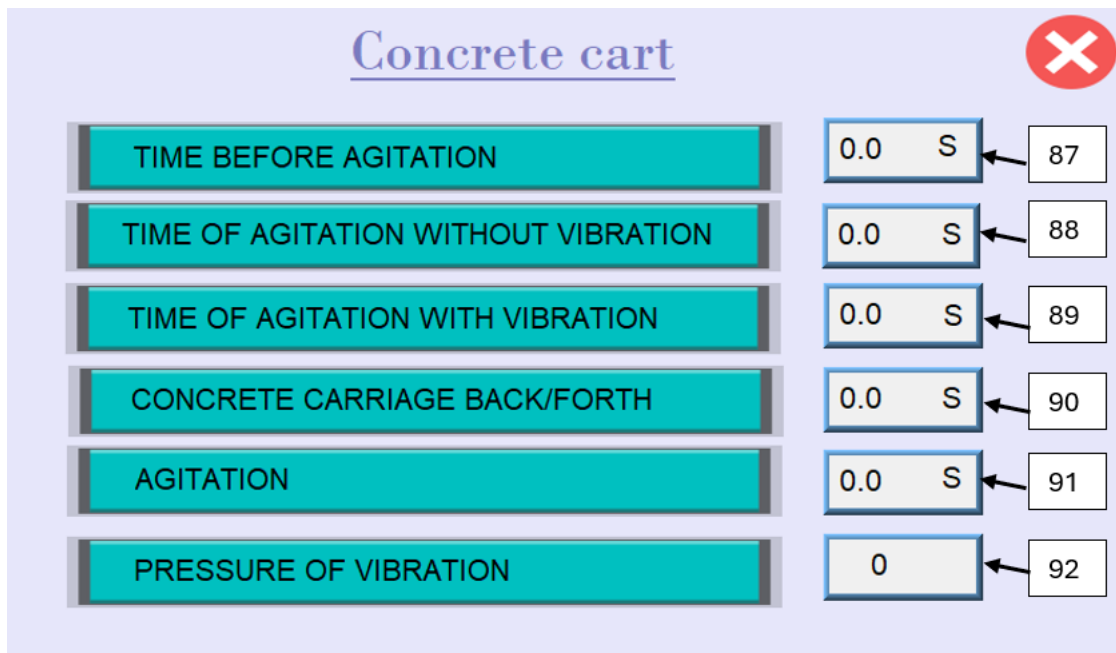 Concrete cart
TIME BEFORE AGITATION 0.0 S 87
TIME OF AGITATION WITHOUT VIBRATION 0.0 S 88
TIME OF AGITATION WITH VIBRATION 0.0 S 89
CONCRETE CARRIAGE BACK/FORTH 0.0 S 90
AGITATION 0.0 S 91
PRESSURE OF VIBRATION 0 92